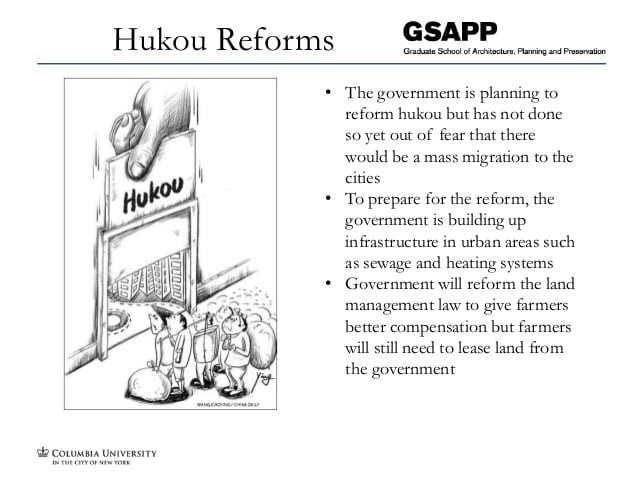 Hukou Reforms
GSAPP
Graduate School of Architecture, Planning and Preservation
Hukou
WANG XIAOYING / CHINA DAILY
• The government is planning to
reform hukou but has not done
so yet out of fear that there
would be a mass migration to the
cities
• To prepare for the reform, the
government is building up
infrastructure in urban areas such
as sewage and heating systems
• Government will reform the land
management law to give farmers
better compensation but farmers
will still need to lease land from
the government
COLUMBIA UNIVERSITY
IN THE CITY OF NEW YORK